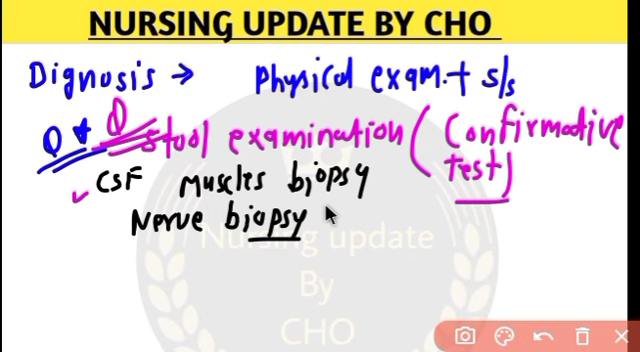 NURSING UPDATE BY CHO
Dignosis → Physical exam. + s/s
Q * Q stool examination (Confirmative test)
✓ CSF Muscles biopsy
Nerve biopsy
Nursing update
By
CHO